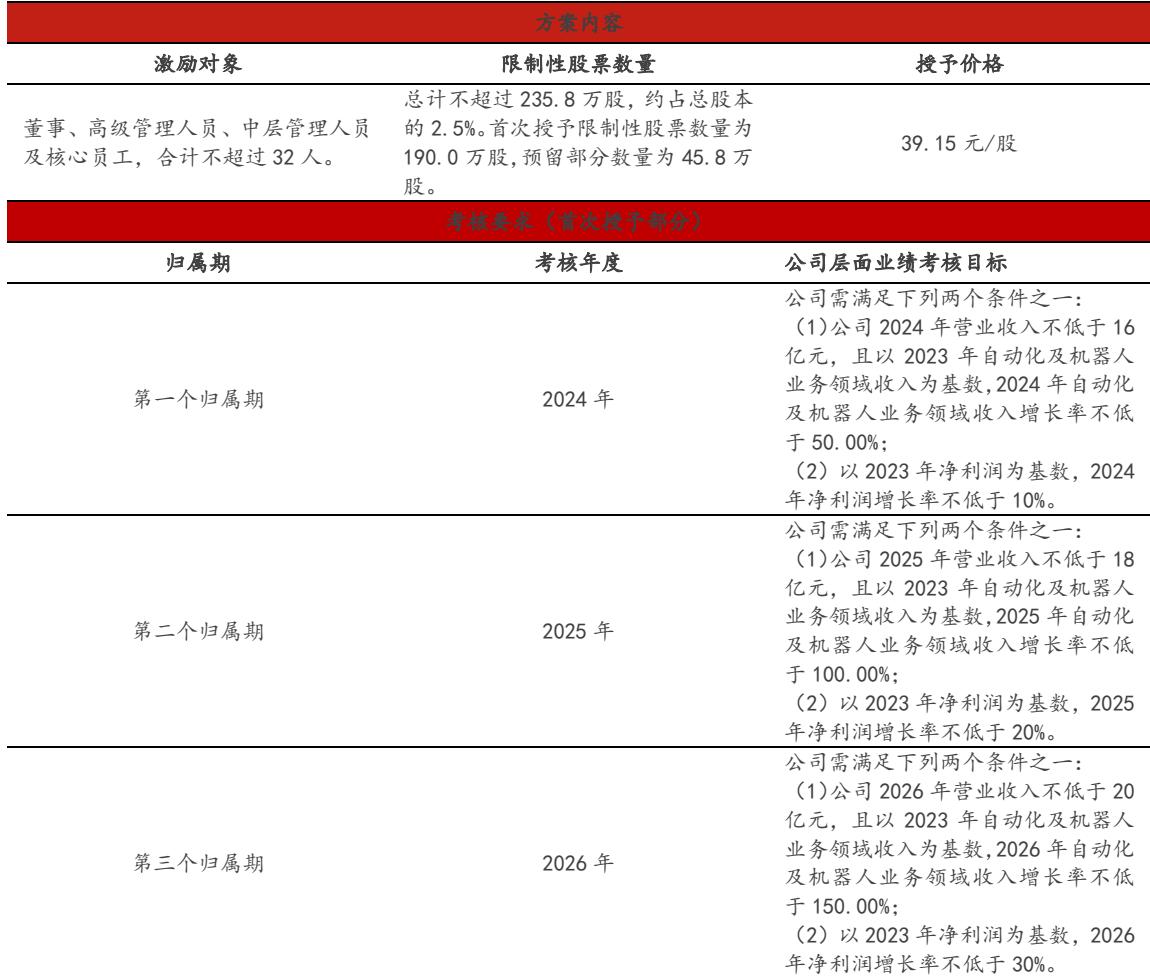 方案内容
激励对象 限制性股票数量 授予价格
董事、高级管理人员、中层管理人员
及核心员工，合计不超过 32 人。
总计不超过 235.8 万股，约占总股本
的 2.5%。首次授予限制性股票数量为
190.0 万股，预留部分数量为 45.8 万
股。
39.15 元/股
考核要求（首次授予部分）
归属期 考核年度 公司层面业绩考核目标
第一个归属期
2024 年
公司需满足下列两个条件之一：
（1）公司 2024 年营业收入不低于 16
亿元，且以 2023 年自动化及机器人
业务领域收入为基数，2024 年自动化
及机器人业务领域收入增长率不低
于 50.00%；
（2）以 2023 年净利润为基数，2024
年净利润增长率不低于 10%。
第二个归属期
2025 年
公司需满足下列两个条件之一：
（1）公司 2025 年营业收入不低于 18
亿元，且以 2023 年自动化及机器人
业务领域收入为基数，2025 年自动化
及机器人业务领域收入增长率不低
于 100.00%；
（2）以 2023 年净利润为基数，2025
年净利润增长率不低于 20%。
第三个归属期
2026 年
公司需满足下列两个条件之一：
（1）公司 2026 年营业收入不低于 20
亿元，且以 2023 年自动化及机器人
业务领域收入为基数，2026 年自动化
及机器人业务领域收入增长率不低
于 150.00%；
（2）以 2023 年净利润为基数，2026
年净利润增长率不低于 30%。